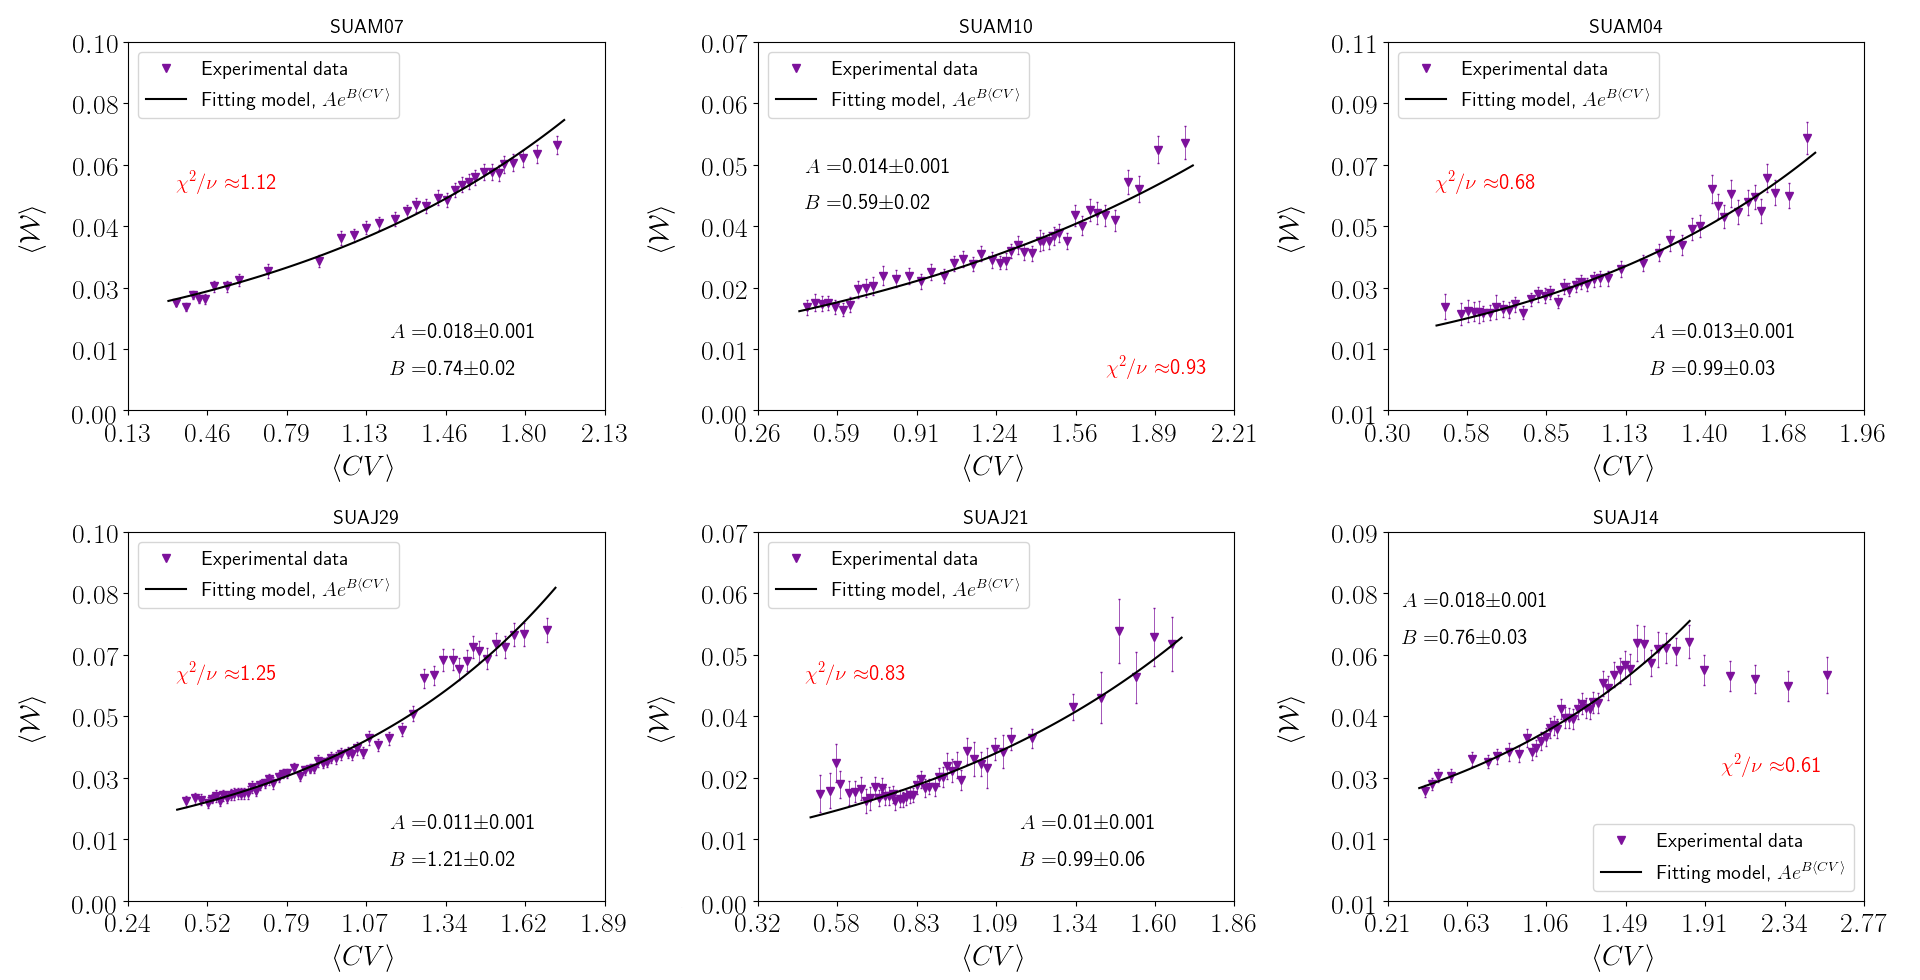 SUAM07
0.10
0.08
0.06
0.04
0.03
0.01
0.00
⟨𝒲⟩
Experimental data
Fitting model, Ae^{B⟨CV⟩}
χ²/ν ≈1.12
A =0.018±0.001
B =0.74±0.02
0.13 0.46 0.79 1.13 1.46 1.80 2.13
⟨CV⟩
SUAM10
0.07
0.06
0.05
0.04
0.02
0.01
0.00
⟨𝒲⟩
Experimental data
Fitting model, Ae^{B⟨CV⟩}
A =0.014±0.001
B =0.59±0.02
χ²/ν ≈0.93
0.26 0.59 0.91 1.24 1.56 1.89 2.21
⟨CV⟩
SUAM04
0.11
0.09
0.07
0.05
0.03
0.01
0.01
⟨𝒲⟩
Experimental data
Fitting model, Ae^{B⟨CV⟩}
χ²/ν ≈0.68
A =0.013±0.001
B =0.99±0.03
0.30 0.58 0.85 1.13 1.40 1.68 1.96
⟨CV⟩
SUAJ29
0.10
0.08
0.07
0.05
0.03
0.01
0.00
⟨𝒲⟩
Experimental data
Fitting model, Ae^{B⟨CV⟩}
χ²/ν ≈1.25
A =0.011±0.001
B =1.21±0.02
0.24 0.52 0.79 1.07 1.34 1.62 1.89
⟨CV⟩
SUAJ21
0.07
0.06
0.05
0.04
0.02
0.01
0.00
⟨𝒲⟩
Experimental data
Fitting model, Ae^{B⟨CV⟩}
χ²/ν ≈0.83
A =0.01±0.001
B =0.99±0.06
0.32 0.58 0.83 1.09 1.34 1.60 1.86
⟨CV⟩
SUAJ14
0.09
0.08
0.06
0.04
0.03
0.01
0.01
⟨𝒲⟩
A =0.018±0.001
B =0.76±0.03
χ²/ν ≈0.61
Experimental data
Fitting model, Ae^{B⟨CV⟩}
0.21 0.63 1.06 1.49 1.91 2.34 2.77
⟨CV⟩